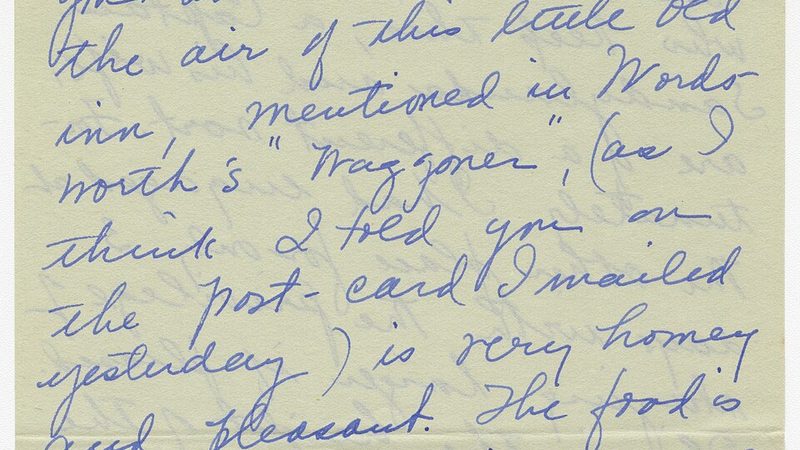 the air of this little old
inn, mentioned in Words-
worth's "Waggoner", (as I
think I told you on
the post-card I mailed
yesterday) is very homey
and pleasant. The food is